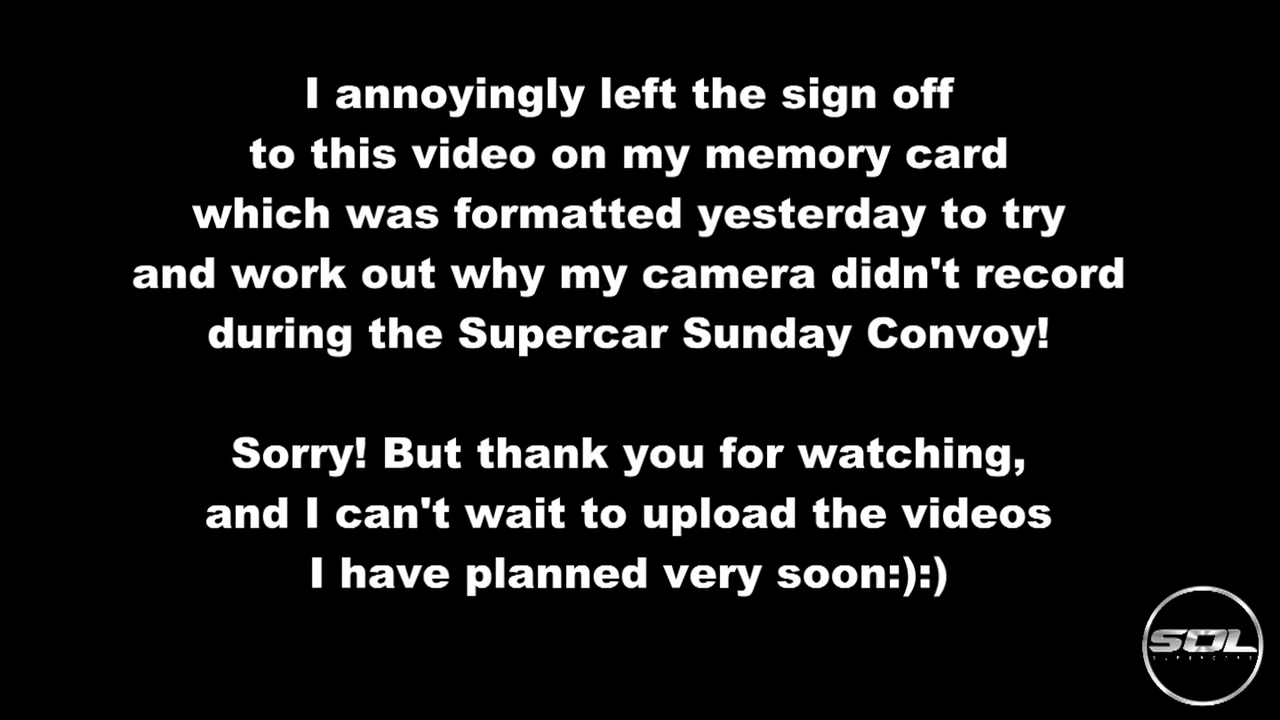 I annoyingly left the sign off
to this video on my memory card
which was formatted yesterday to try
and work out why my camera didn't record
during the Supercar Sunday Convoy!
Sorry! But thank you for watching,
and I can't wait to upload the videos
I have planned very soon:):)
SOL